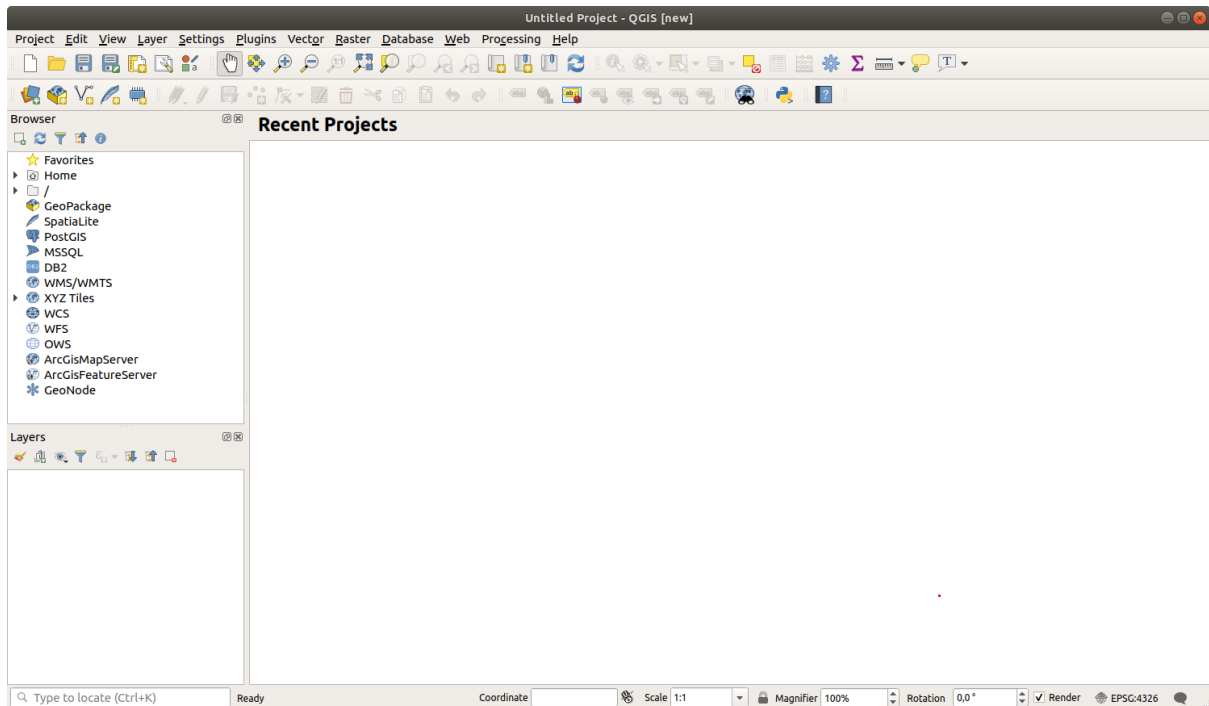 Untitled Project - QGIS [new]
Project Edit View Layer Settings Plugins Vector Raster Database Web Processing Help
Browser
Recent Projects
Favorites
Home
/
GeoPackage
SpatiaLite
PostGIS
MSSQL
DB2
WMS/WMTS
XYZ Tiles
WCS
WFS
OWS
ArcGisMapServer
ArcGisFeatureServer
GeoNode
Layers
Type to locate (Ctrl+K) Ready Coordinate Scale 1:1 Magnifier 100% Rotation 0,0 ° Render EPSG:4326